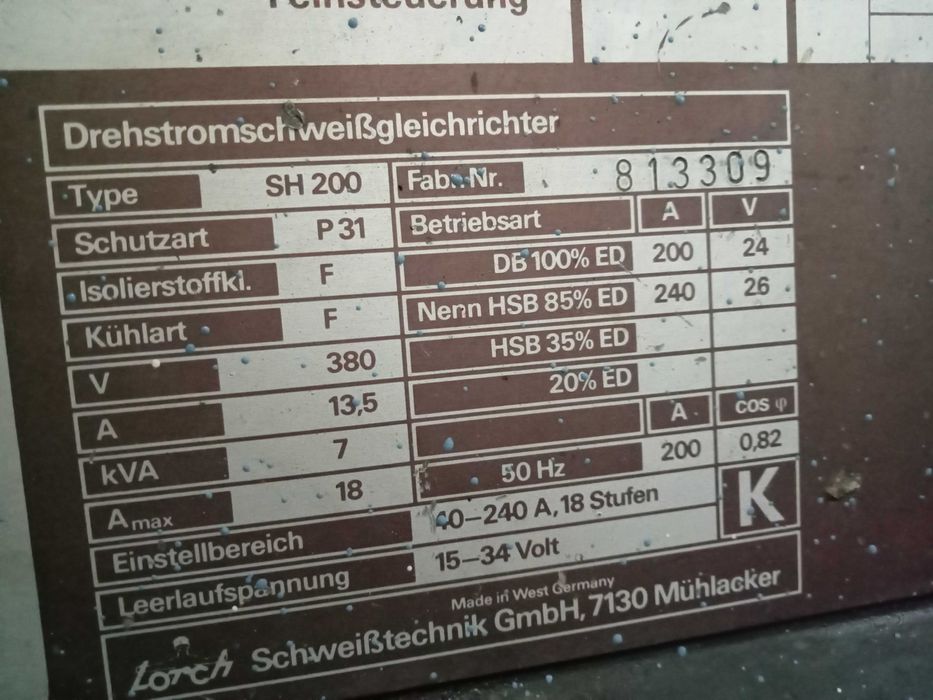 Feinsteuerung
Drehstromschweißgleichrichter
Type SH 200 Fab. Nr. 813309
Schutzart P 31 Betriebsart A V
Isolierstoffkl. F DB 100% ED 200 24
Kühlart F Nenn HSB 85% ED 240 26
V 380 HSB 35% ED
A 13,5 20% ED
kVA 7 A cos φ
A max 18 50 Hz 200 0,82
Einstellbereich 40–240 A, 18 Stufen K
Leerlaufspannung 15–34 Volt
Made in West Germany
Lorch Schweißtechnik GmbH, 7130 Mühlacker